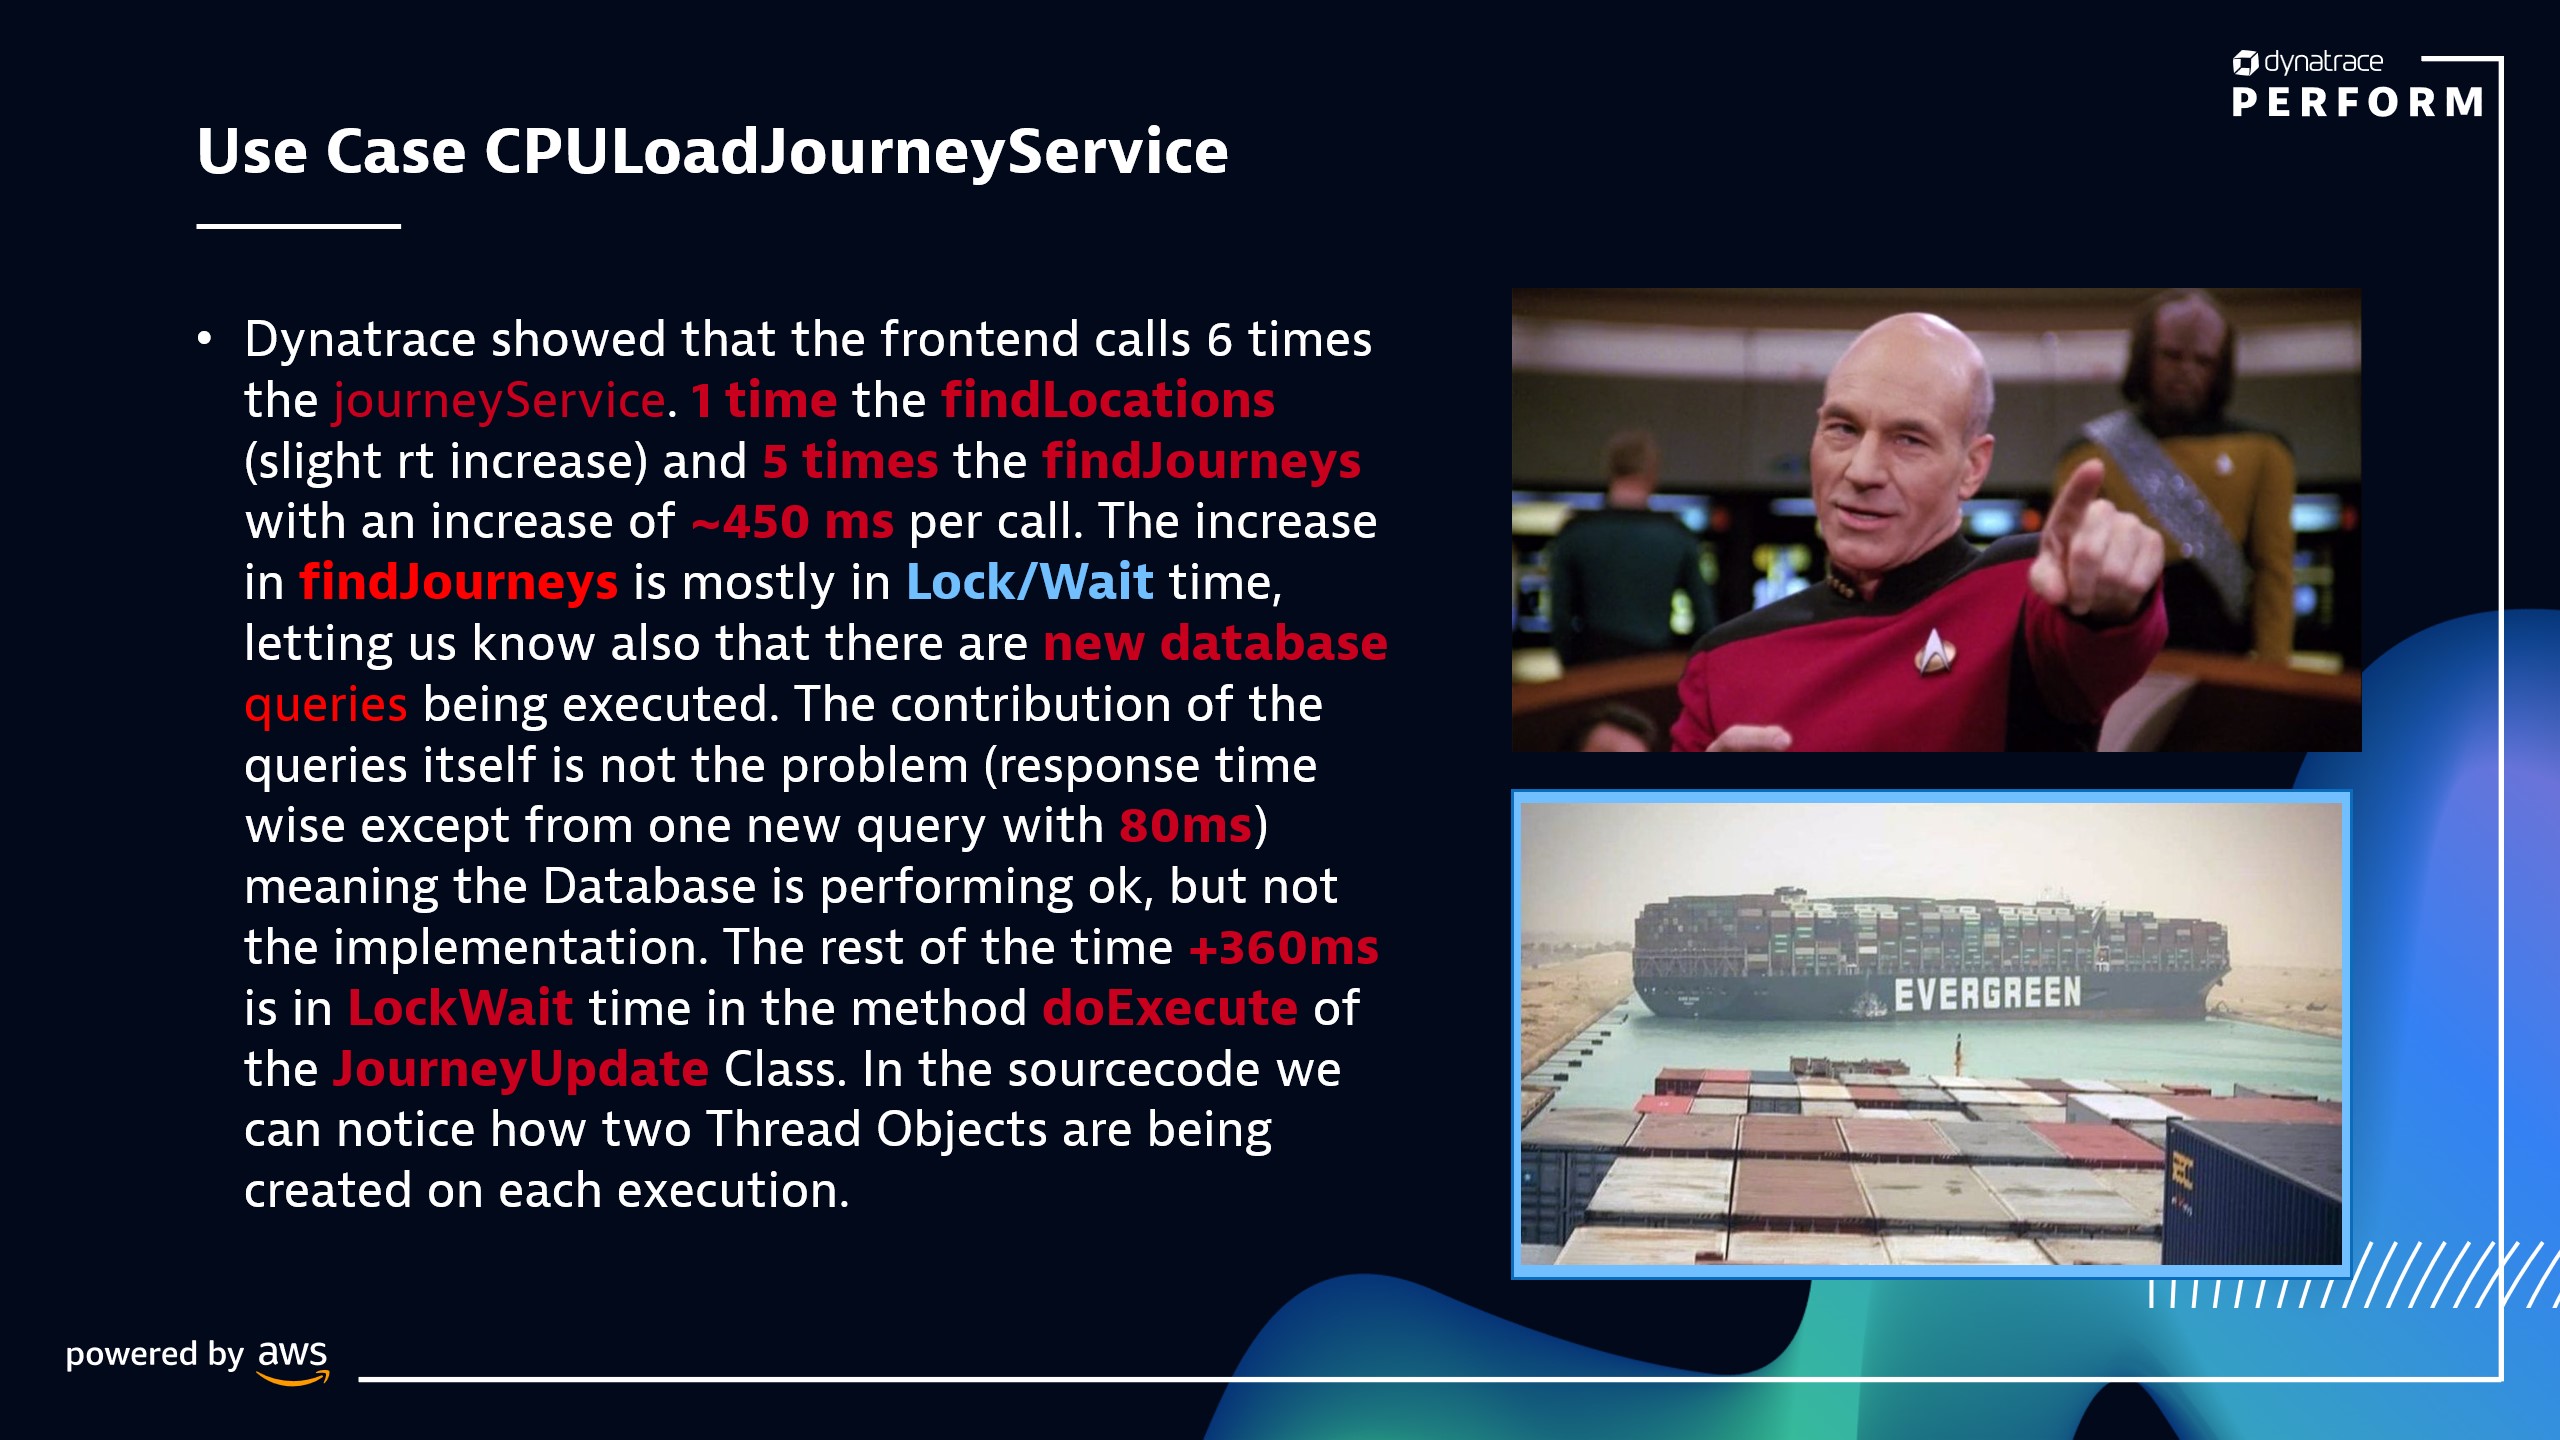 dynatrace
PERFORM
Use Case CPULoadJourneyService
• Dynatrace showed that the frontend calls 6 times
the journeyService. 1 time the findLocations
(slight rt increase) and 5 times the findJourneys
with an increase of ~450 ms per call. The increase
in findJourneys is mostly in Lock/Wait time,
letting us know also that there are new database
queries being executed. The contribution of the
queries itself is not the problem (response time
wise except from one new query with 80ms)
meaning the Database is performing ok, but not
the implementation. The rest of the time +360ms
is in LockWait time in the method doExecute of
the JourneyUpdate Class. In the sourcecode we
can notice how two Thread Objects are being
created on each execution.
EVERGREEN
powered by aws